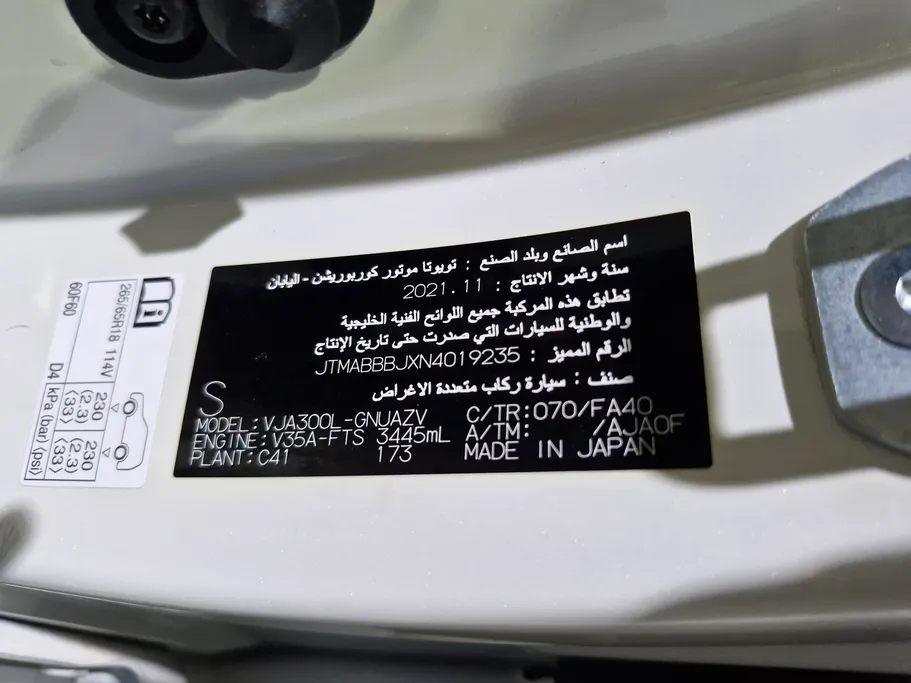 اسم الصانع وبلد الصنع : تويوتا موتور كوربوريشن - اليابان
سنة وشهر الانتاج : 2021.11
تطابق هذه المركبة جميع اللوائح الفنية الخليجية
والوطنية للسيارات التي صدرت حتى تاريخ الإنتاج
الرقم المميز : JTMABBBJXN4019235
صنف : سيارة ركاب متعددة الاغراض
S
MODEL:VJA300L-GNUAZV C/TR:070/FA40
ENGINE:V35A-FTS 3445mL A/TM: /AJA0F
PLANT:C41 173 MADE IN JAPAN
265/65R18 114V
230 (2.3) (33)
230 (2.3) (33)
60F60
D4 kPa (bar) (psi)
i